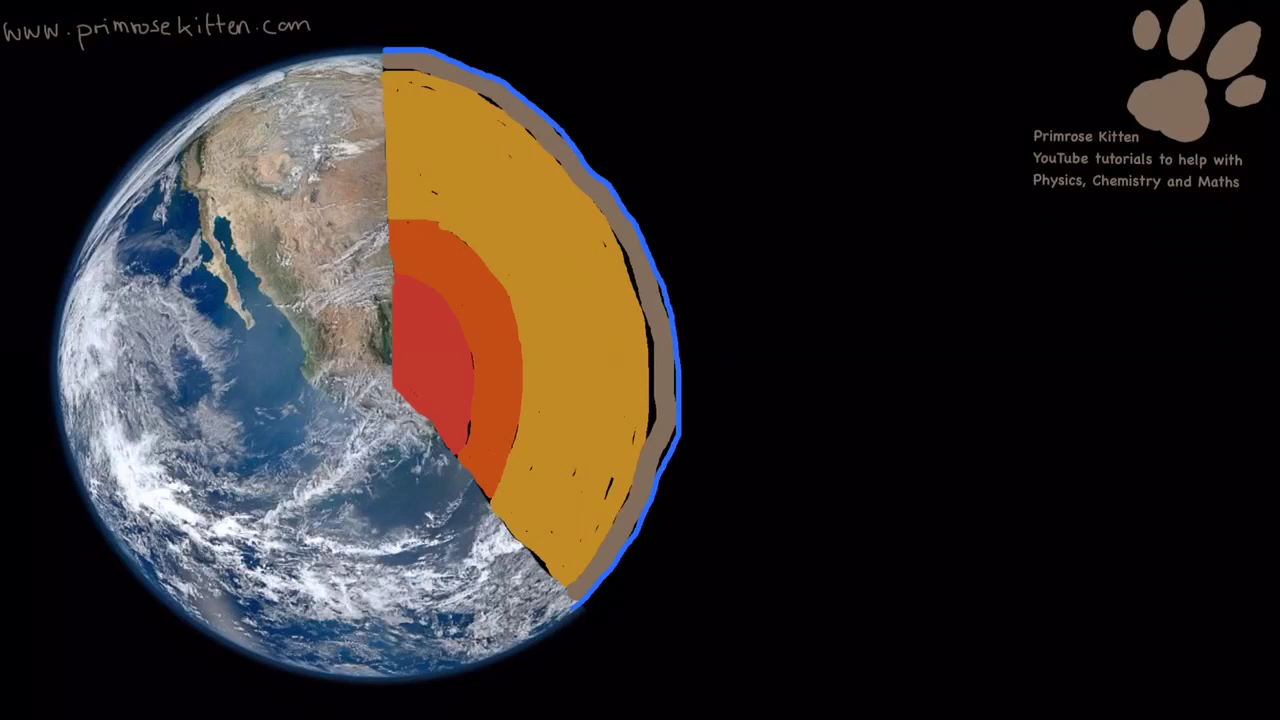 www.primrosekitten.com
Primrose Kitten
YouTube tutorials to help with
Physics, Chemistry and Maths